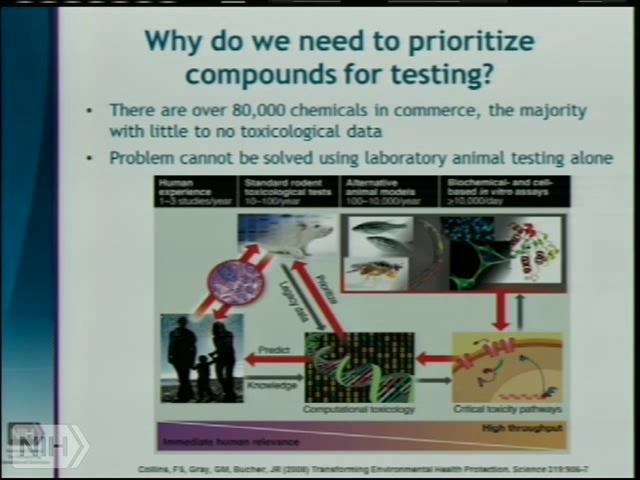 Why do we need to prioritize
compounds for testing?
• There are over 80,000 chemicals in commerce, the majority
with little to no toxicological data
• Problem cannot be solved using laboratory animal testing alone
Human experience
1–3 studies/year
Standard rodent toxicological tests
10–100/year
Alternative animal models
100–10,000/year
Biochemical- and cell-based in vitro assays
≥10,000/day
Prioritize
Legacy data
Predict
Knowledge
Computational toxicology
Critical toxicity pathways
High throughput
Immediate human relevance
NIH
Collins, FS, Gray, GM, Bucher, JR (2008) Transforming Environmental Health Protection. Science 319:906-7